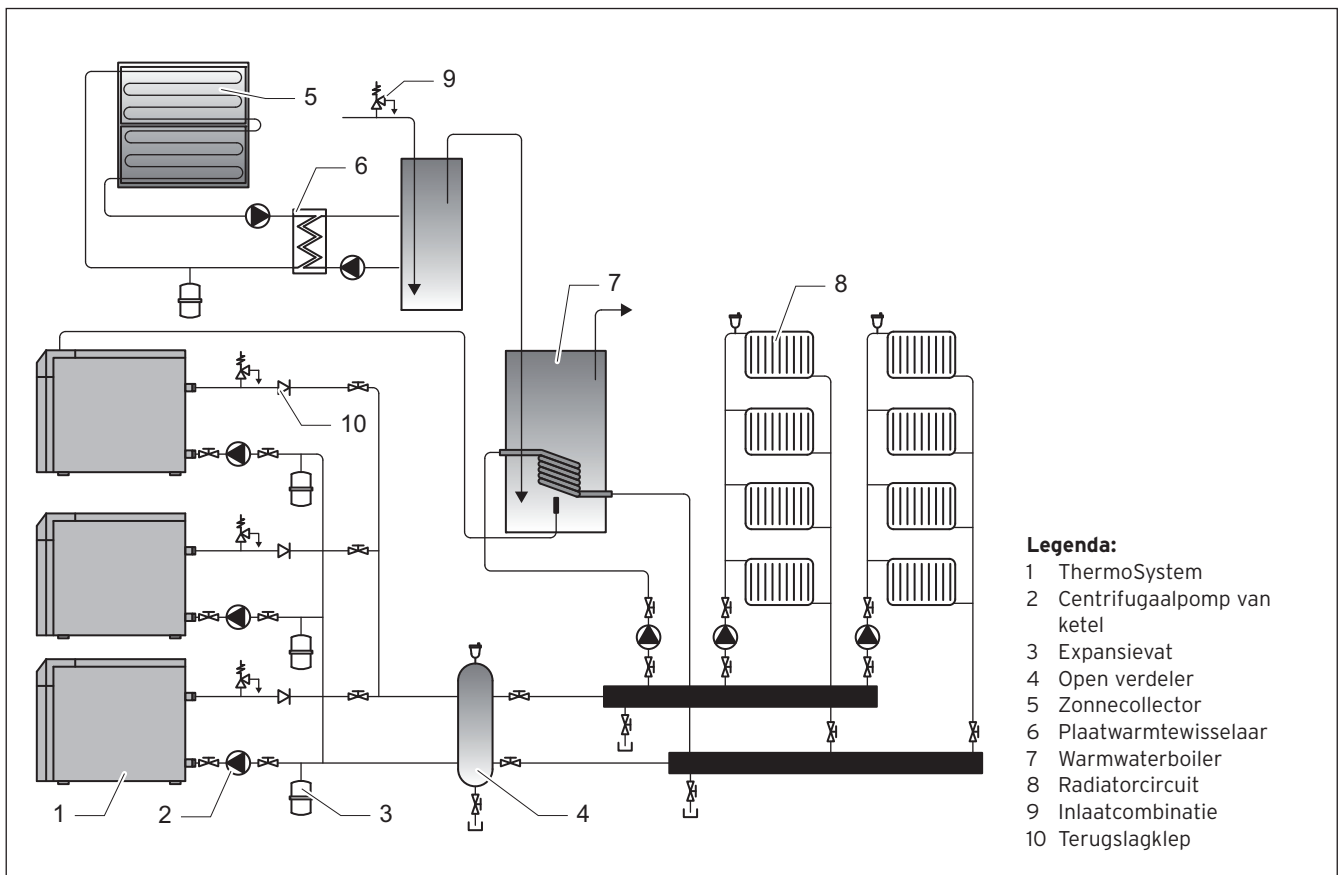 5
9
6
7
8
10
1
2
3
4
Legenda:
1 ThermoSystem
2 Centrifugaalpomp van
ketel
3 Expansievat
4 Open verdeler
5 Zonnecollector
6 Plaatwarmtewisselaar
7 Warmwaterboiler
8 Radiatorcircuit
9 Inlaatcombinatie
10 Terugslagklep